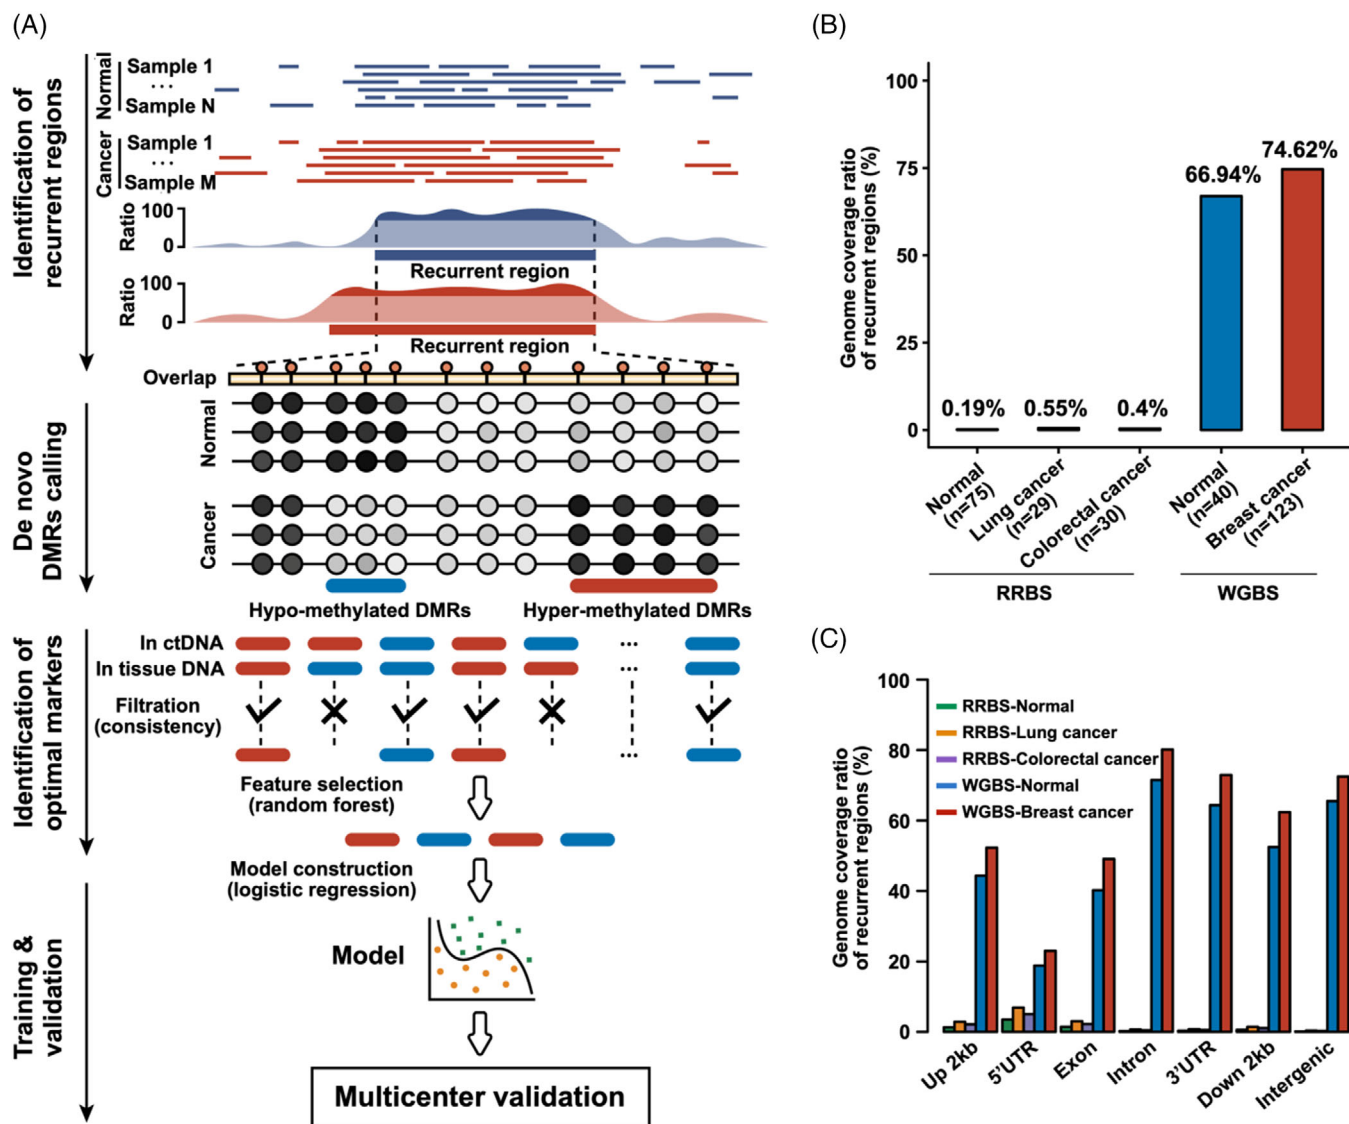 (A)
Identification of
recurrent regions
Normal
Sample 1
...
Sample N
Cancer
Sample 1
...
Sample M
Ratio
100
0
Recurrent region
Ratio
100
0
Recurrent region
Overlap
De novo
DMRs calling
Normal
Cancer
Hypo-methylated DMRs
Hyper-methylated DMRs
Identification of
optimal markers
In ctDNA
...
In tissue DNA
...
Filtration
(consistency)
...
Feature selection
(random forest)
Model construction
(logistic regression)
Training &
validation
Model
Multicenter validation
(B)
Genome coverage ratio
of recurrent regions (%)
100
75
50
25
0
0.19%
0.55%
0.4%
66.94%
74.62%
Normal
(n=75)
Lung cancer
(n=29)
Colorectal cancer
(n=30)
Normal
(n=40)
Breast cancer
(n=123)
RRBS
WGBS
(C)
Genome coverage ratio
of recurrent regions (%)
100
80
60
40
20
0
RRBS-Normal
RRBS-Lung cancer
RRBS-Colorectal cancer
WGBS-Normal
WGBS-Breast cancer
Up 2kb
5'UTR
Exon
Intron
3'UTR
Down 2kb
Intergenic